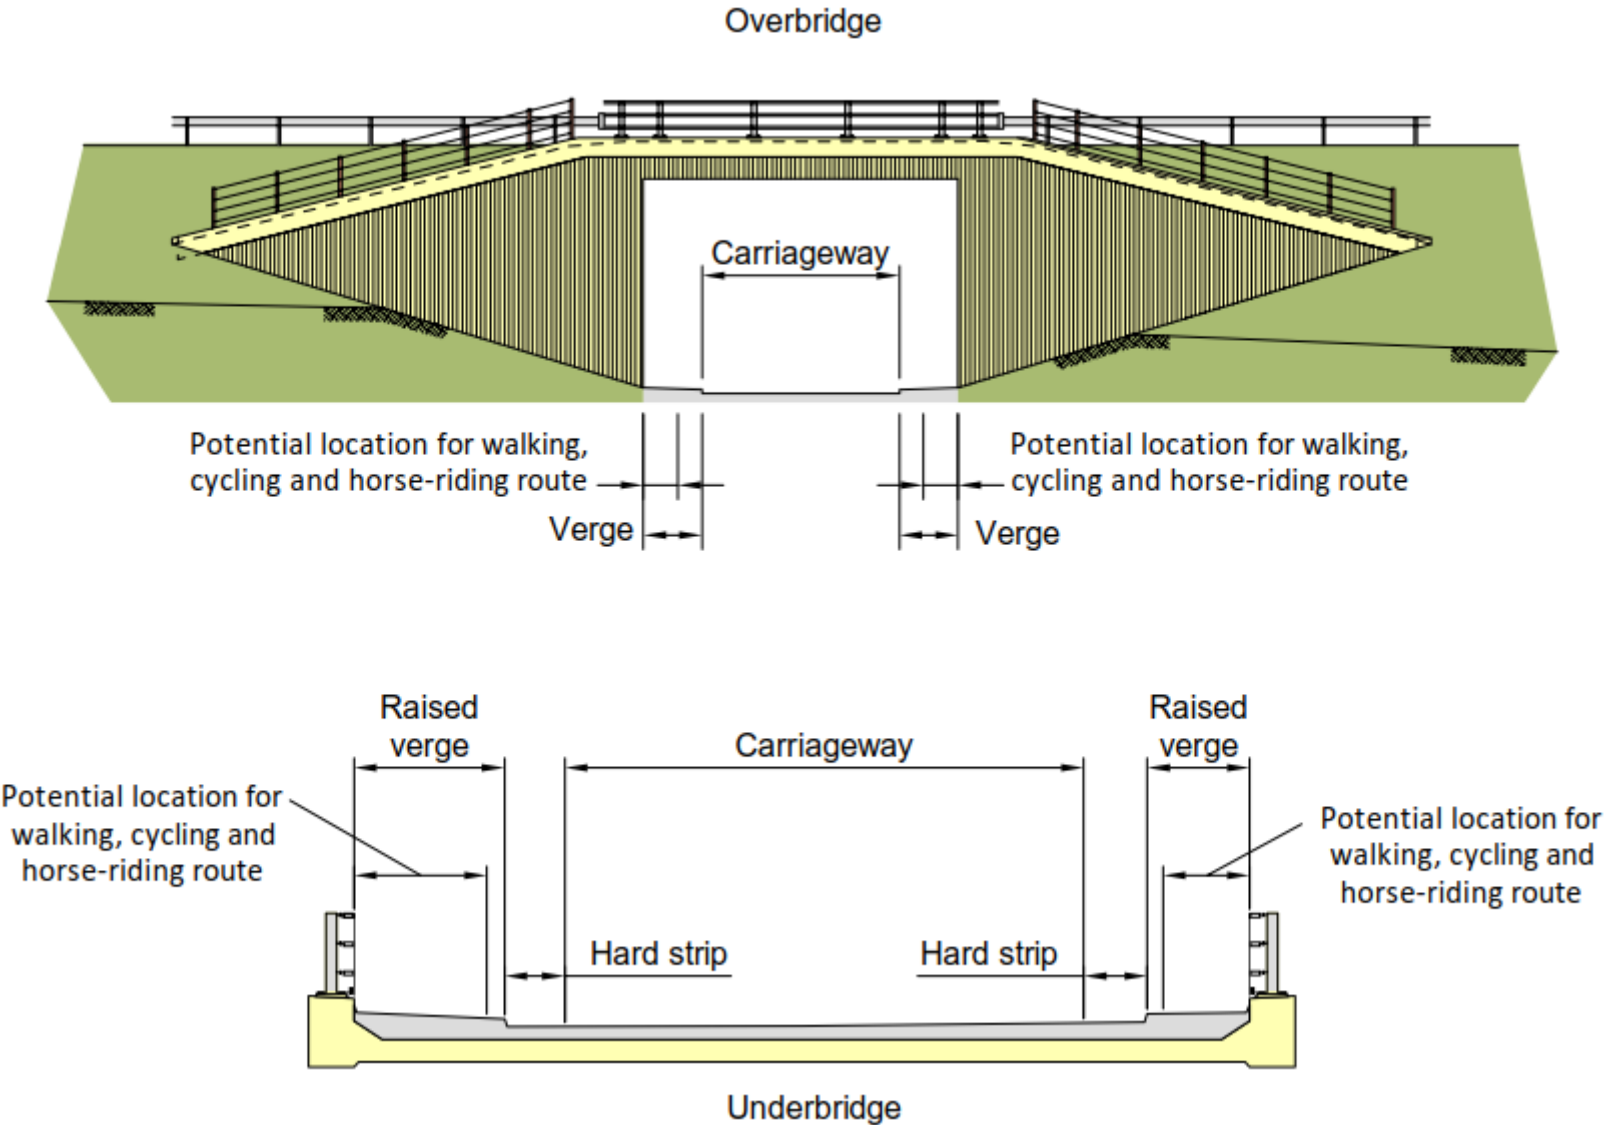 Overbridge
Carriageway
Potential location for walking,
cycling and horse-riding route
Potential location for walking,
cycling and horse-riding route
Verge
Verge
Raised
verge
Carriageway
Raised
verge
Potential location for
walking, cycling and
horse-riding route
Potential location for
walking, cycling and
horse-riding route
Hard strip
Hard strip
Underbridge